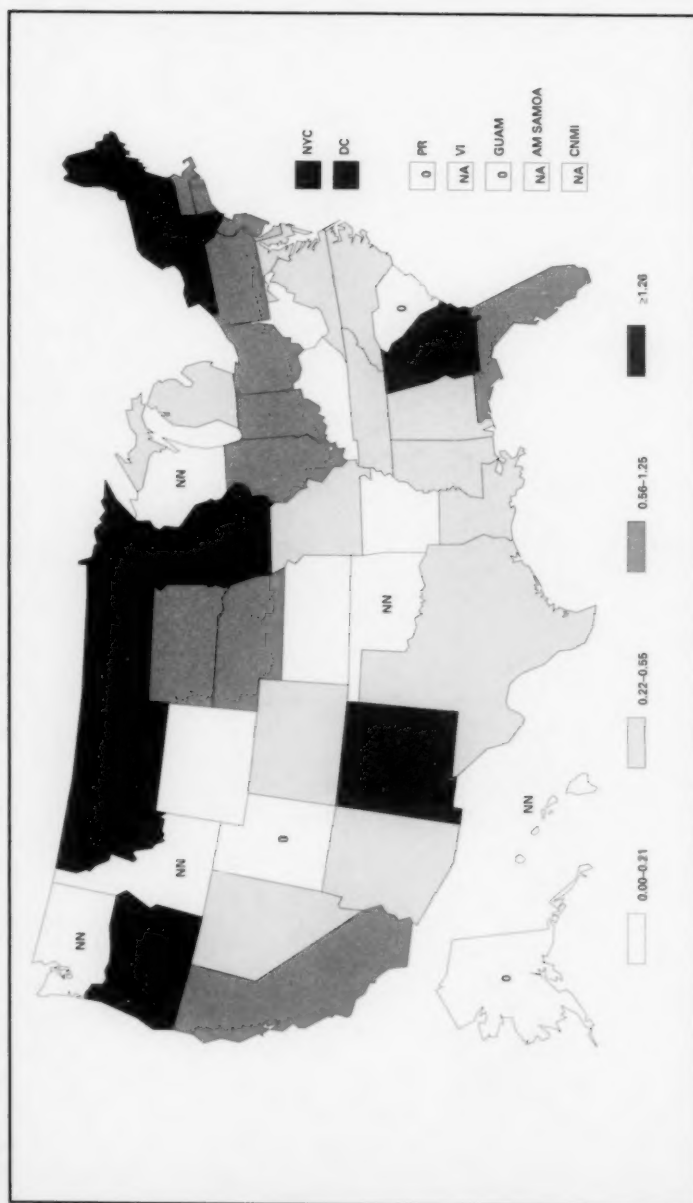 NN
NN
NN
0
NN
0
0
NN
NYC
DC
0 PR
NA VI
0 GUAM
NA AM SAMOA
NA CNMI
0.00–0.21 0.22–0.55 0.56–1.25 ≥1.26